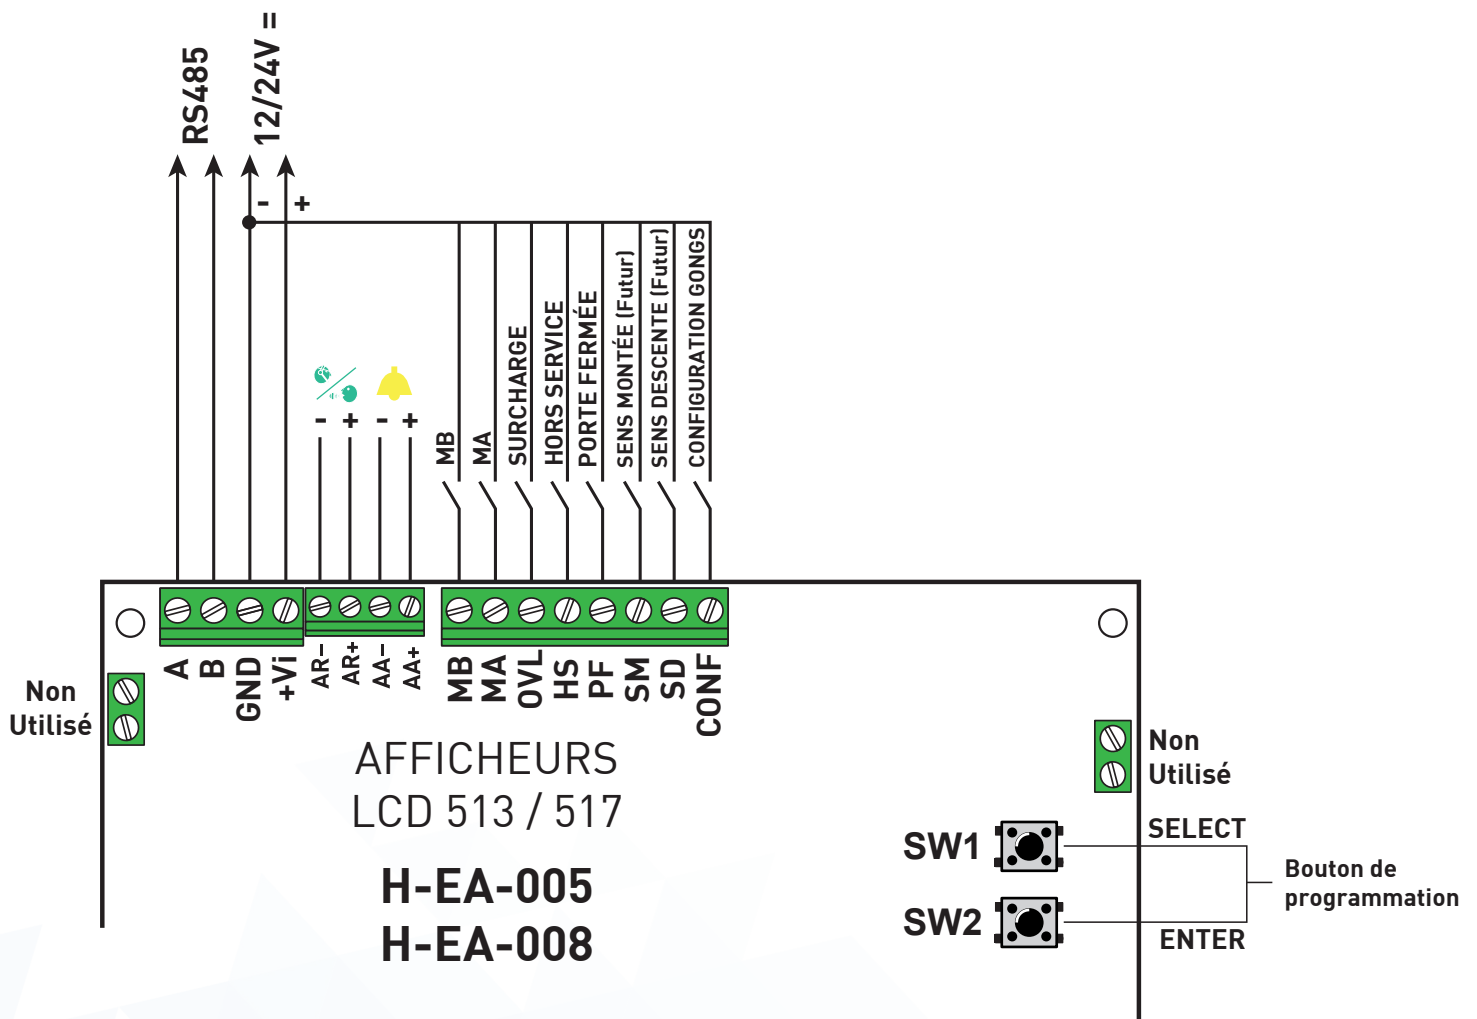 RS485
12/24V =
- +
- + - +
MB
MA
SURCHARGE
HORS SERVICE
PORTE FERMÉE
SENS MONTÉE (Futur)
SENS DESCENTE (Futur)
CONFIGURATION GONGS
A
B
GND
+Vi
AR-
AR+
AA-
AA+
MB
MA
OVL
HS
PF
SM
SD
CONF
Non
Utilisé
Non
Utilisé
AFFICHEURS
LCD 513 / 517
H-EA-005
H-EA-008
SW1
SELECT
SW2
ENTER
Bouton de
programmation